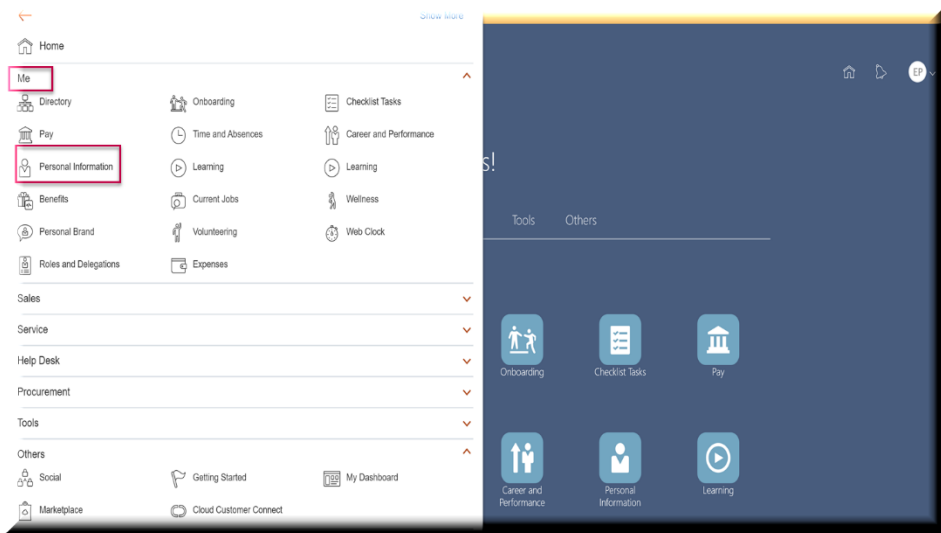 Show More
Home
Me
Directory
Onboarding
Checklist Tasks
Pay
Time and Absences
Career and Performance
Personal Information
Learning
Learning
Benefits
Current Jobs
Wellness
Personal Brand
Volunteering
Web Clock
Roles and Delegations
Expenses
Sales
Service
Help Desk
Procurement
Tools
Others
Social
Getting Started
My Dashboard
Marketplace
Cloud Customer Connect
EP
s!
Tools
Others
Onboarding
Checklist Tasks
Pay
Career and
Performance
Personal
Information
Learning